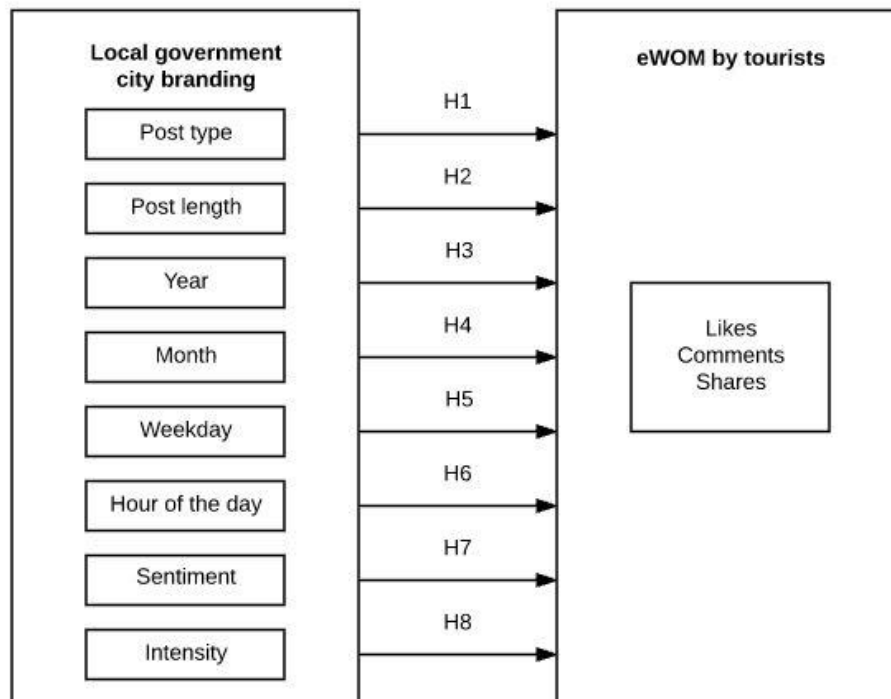 Local government
city branding
eWOM by tourists
Post type
H1
Post length
H2
Year
H3
Month
H4
Weekday
H5
Hour of the day
H6
Sentiment
H7
Intensity
H8
Likes
Comments
Shares